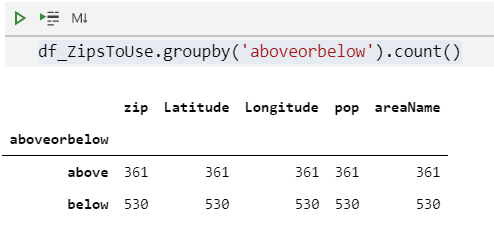 M↓
df_ZipsToUse.groupby('aboveorbelow').count()
zip Latitude Longitude pop areaName
aboveorbelow
above 361 361 361 361 361
below 530 530 530 530 530